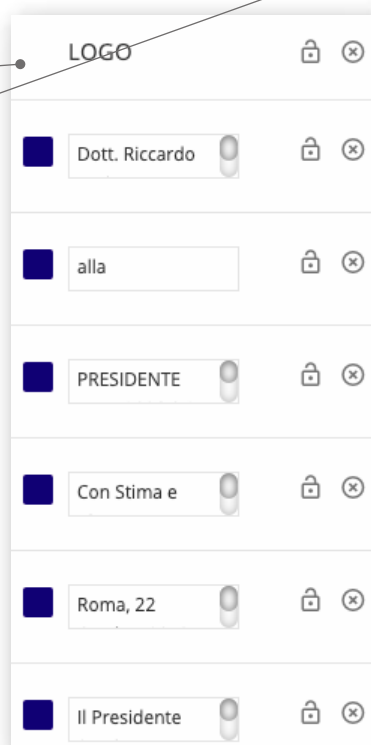 LOGO
Dott. Riccardo
alla
PRESIDENTE
Con Stima e
Roma, 22
Il Presidente